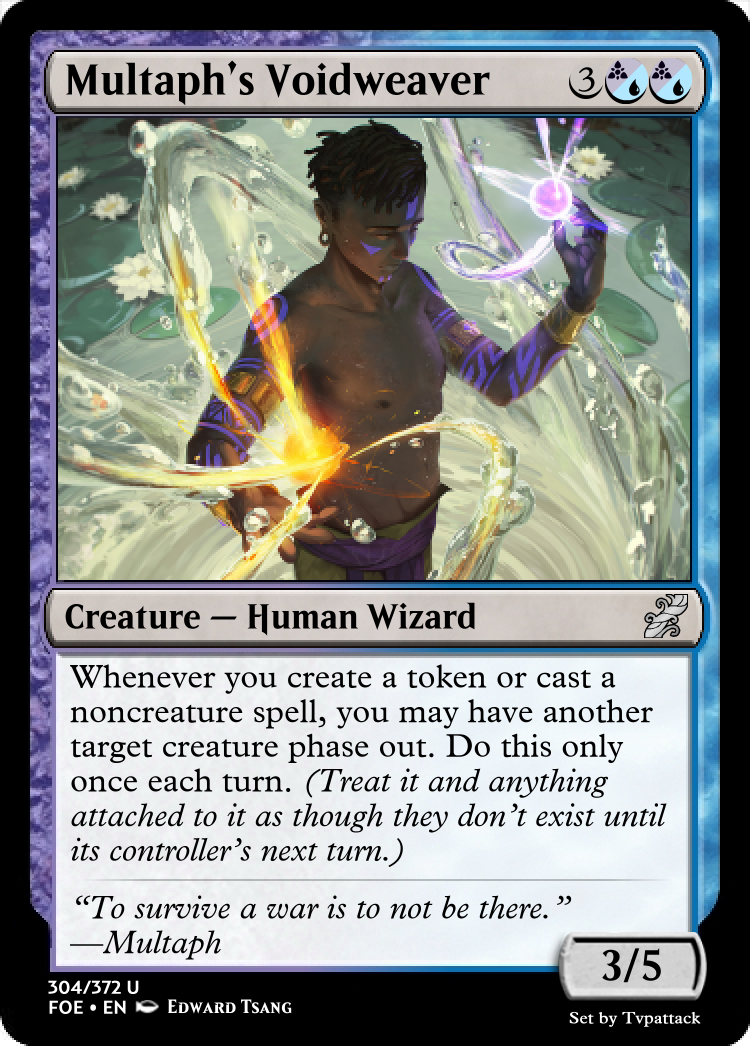 Multaph's Voidweaver 3
Creature — Human Wizard
Whenever you create a token or cast a
noncreature spell, you may have another
target creature phase out. Do this only
once each turn. (Treat it and anything
attached to it as though they don't exist until
its controller's next turn.)
"To survive a war is to not be there."
—Multaph
3/5
304/372 U
FOE • EN Edward Tsang
Set by Tvpattack